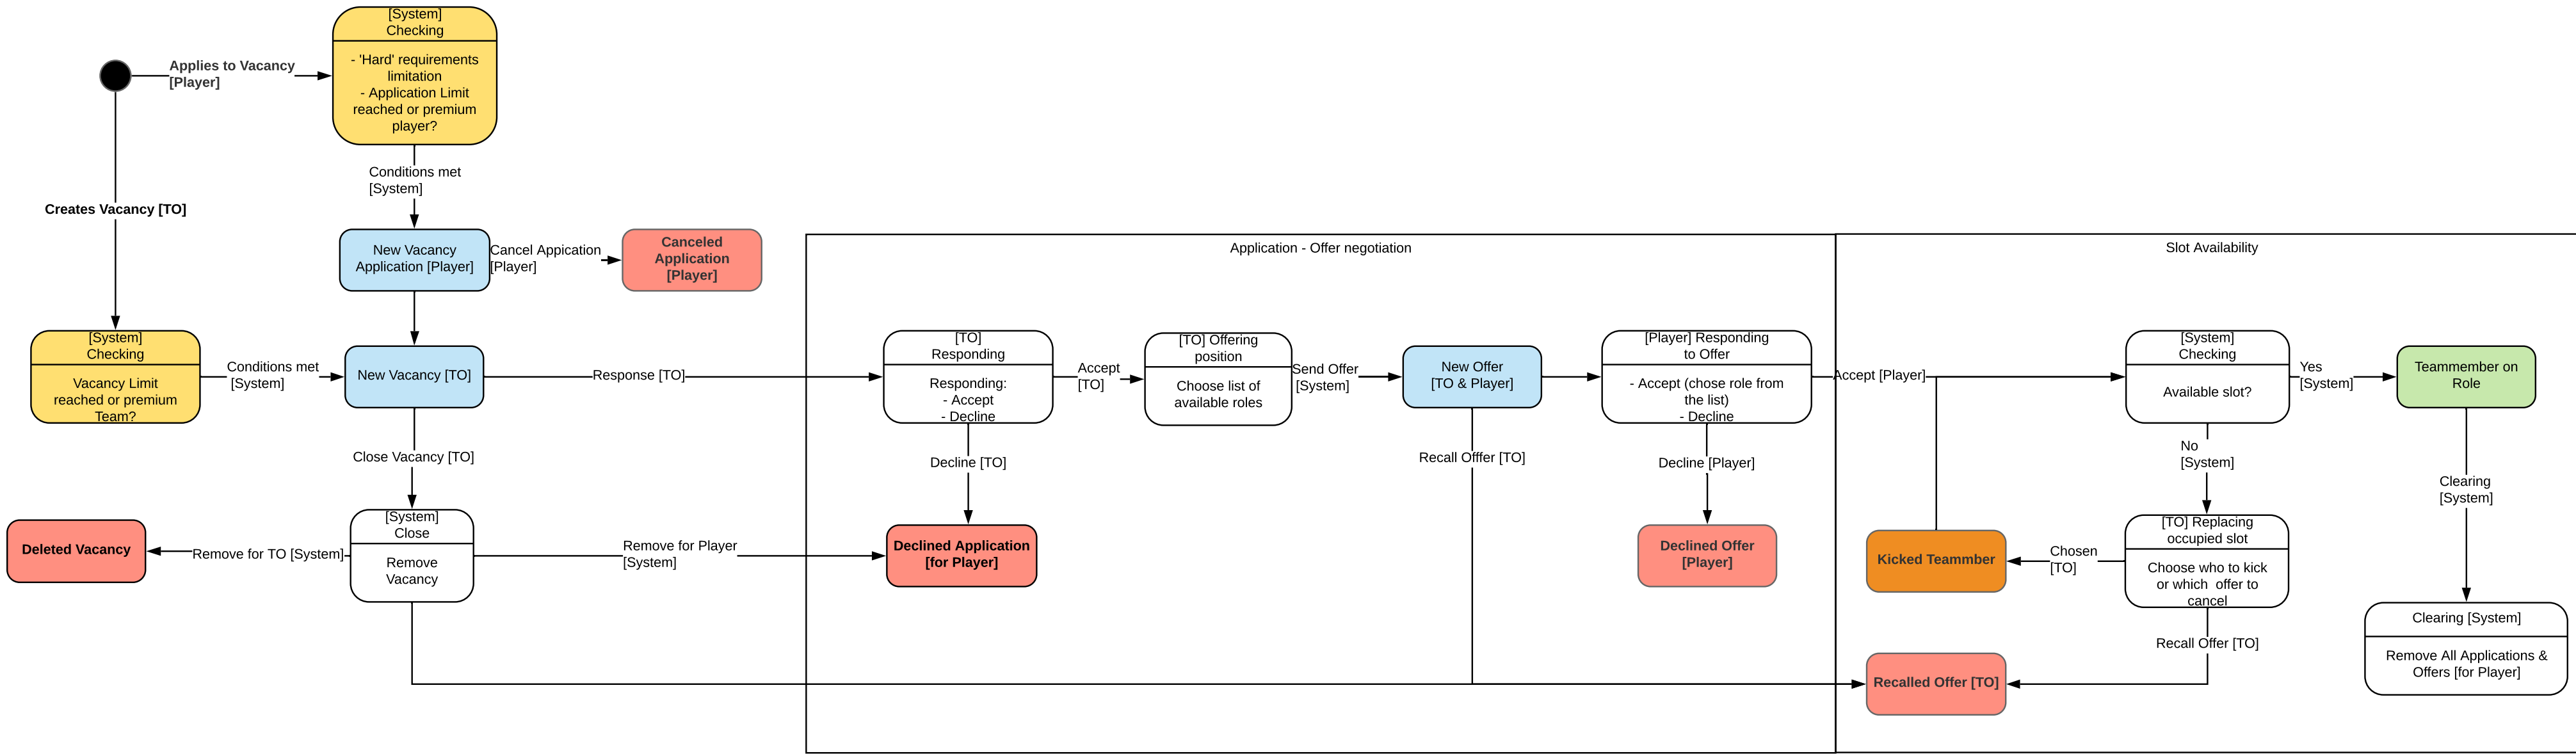 [System]
Checking
- 'Hard' requirements
limitation
- Application Limit
reached or premium
player?
Applies to Vacancy
[Player]
Conditions met
[System]
Creates Vacancy [TO]
New Vacancy
Application [Player]
Cancel Appication
[Player]
Canceled
Application
[Player]
[System]
Checking
Vacancy Limit
reached or premium
Team?
Conditions met
[System]
New Vacancy [TO]
Response [TO]
Close Vacancy [TO]
[System]
Close
Remove
Vacancy
Remove for TO [System]
Deleted Vacancy
Remove for Player
[System]
Application - Offer negotiation
[TO]
Responding
Responding:
- Accept
- Decline
Accept
[TO]
[TO] Offering
position
Choose list of
available roles
Send Offer
[System]
New Offer
[TO & Player]
[Player] Responding
to Offer
- Accept (chose role from
the list)
- Decline
Decline [TO]
Declined Application
[for Player]
Recall Offfer [TO]
Decline [Player]
Declined Offer
[Player]
Accept [Player]
Slot Availability
[System]
Checking
Available slot?
Yes
[System]
Teammember on
Role
No
[System]
Clearing
[System]
[TO] Replacing
occupied slot
Choose who to kick
or which  offer to
cancel
Chosen
[TO]
Kicked Teammber
Recall Offer [TO]
Recalled Offer [TO]
Clearing [System]
Remove All Applications &
Offers [for Player]